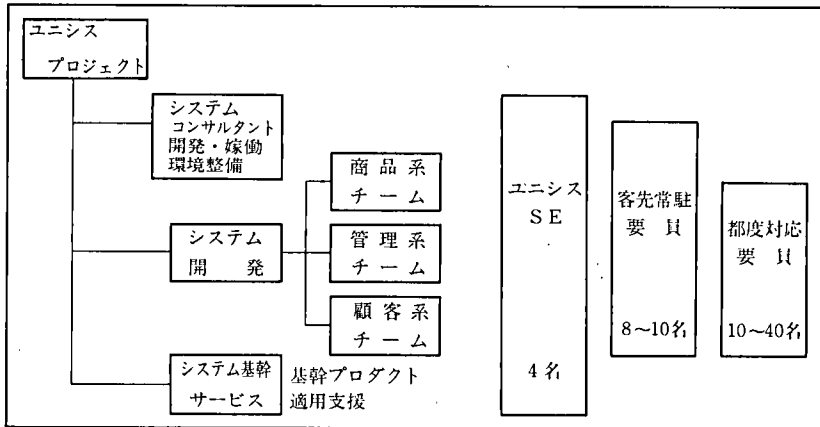 ユニシス
プロジェクト
システム
コンサルタント
開発・嫁働
環境整備
商品系
チーム
システム
開発
管理系
チーム
顧客系
チーム
システム基幹
サービス
基幹プロダクト
適用支援
ユニシス
SE
4名
客先常駐
要員
8~10名
都度対応
要員
10~40名